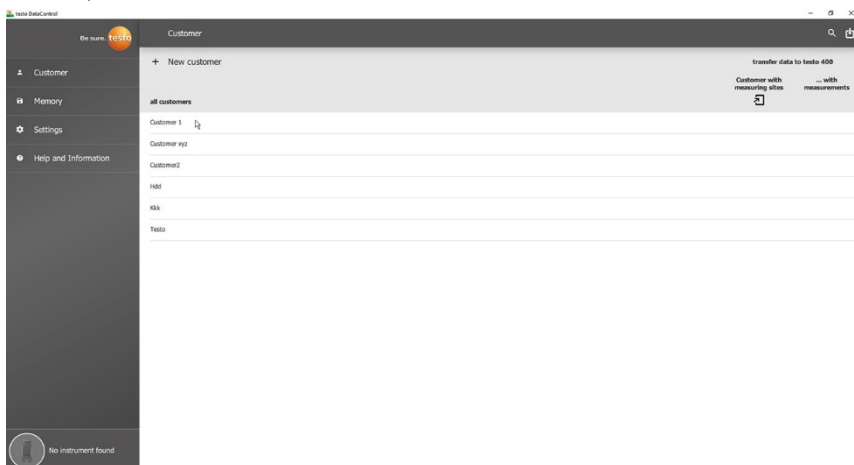 testo DataControl
Be sure. testo
Customer
Customer
Memory
Settings
Help and Information
No instrument found
+ New customer
transfer data to testo 400
Customer with measuring sites
... with measurements
all customers
Customer 1
Customer xyz
Customer2
Hdd
Kkk
Testo